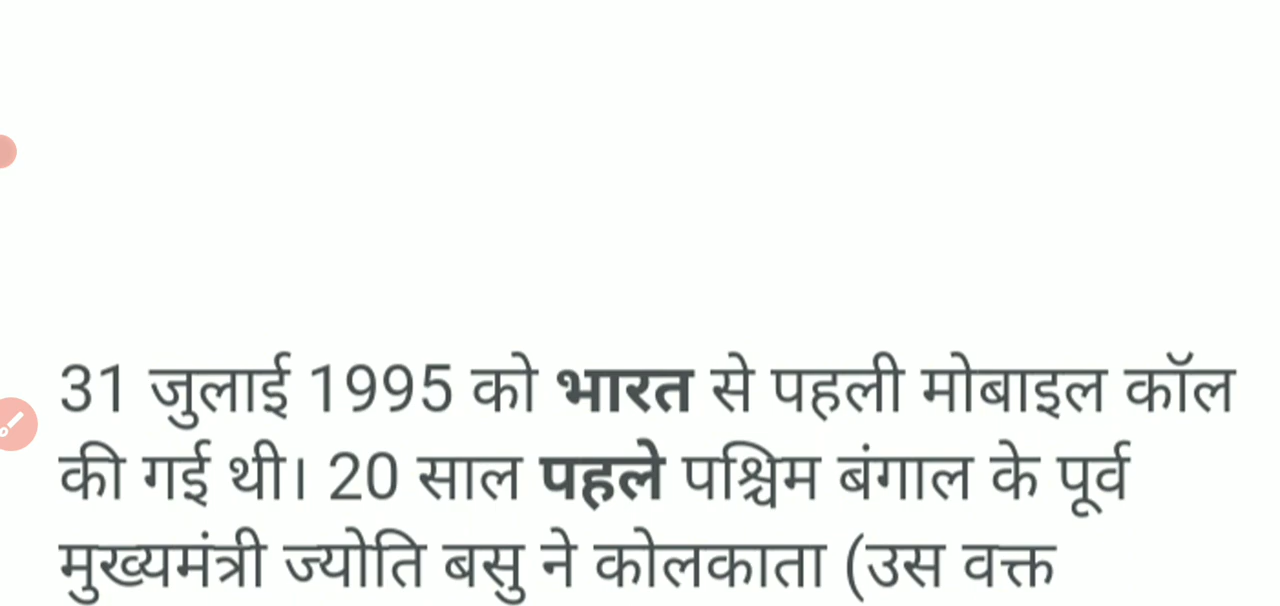 31 जुलाई 1995 को भारत से पहली मोबाइल कॉल
की गई थी। 20 साल पहले पश्चिम बंगाल के पूर्व
मुख्यमंत्री ज्योति बसु ने कोलकाता (उस वक्त